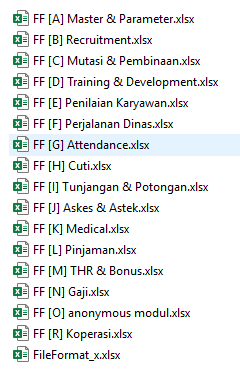 FF [A] Master & Parameter.xlsx
FF [B] Recruitment.xlsx
FF [C] Mutasi & Pembinaan.xlsx
FF [D] Training & Development.xlsx
FF [E] Penilaian Karyawan.xlsx
FF [F] Perjalanan Dinas.xlsx
FF [G] Attendance.xlsx
FF [H] Cuti.xlsx
FF [I] Tunjangan & Potongan.xlsx
FF [J] Askes & Astek.xlsx
FF [K] Medical.xlsx
FF [L] Pinjaman.xlsx
FF [M] THR & Bonus.xlsx
FF [N] Gaji.xlsx
FF [O] anonymous modul.xlsx
FF [R] Koperasi.xlsx
FileFormat_x.xlsx